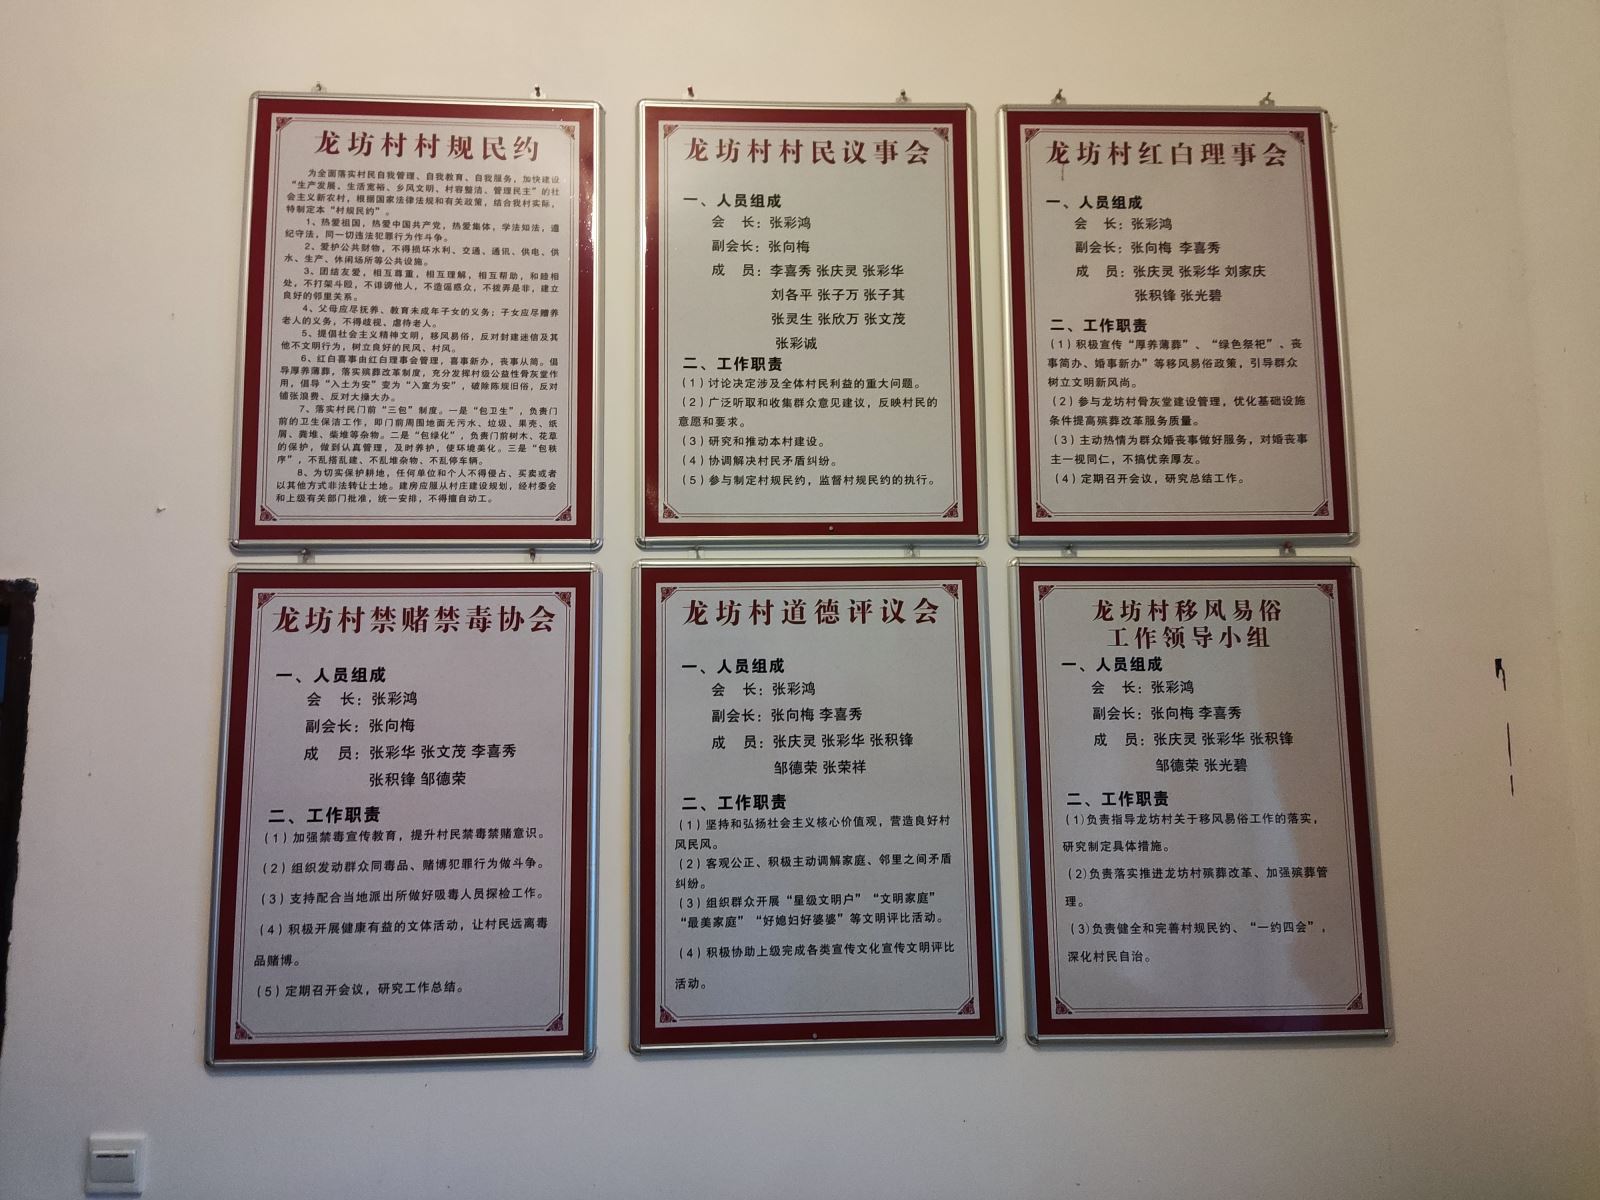 龙坊村村规民约
为全面落实村民自我管理、自我教育、自我服务，加快建设
“生产发展、生活宽裕、乡风文明、村容整洁、管理民主”的社
会主义新农村，根据国家法律法规和有关政策，结合我村实际，
特制定本“村规民约”。
1、热爱祖国，热爱中国共产党，热爱集体，学法知法，遵
纪守法，同一切违法犯罪行为作斗争。
2、爱护公共财物，不得损坏水利、交通、通讯、供电、供
水、生产、休闲场所等公共设施。
3、团结友爱，相互尊重，相互理解，相互帮助，和睦相
处，不打架斗殴，不诽谤他人，不造谣惑众，不拨弄是非，建立
良好的邻里关系。
4、父母应尽抚养、教育未成年子女的义务；子女应尽赡养
老人的义务，不得歧视、虐待老人。
5、提倡社会主义精神文明，移风易俗，反对封建迷信及其
他不文明行为，树立良好的民风、村风。
6、红白喜事由红白理事会管理，喜事新办，丧事从简。倡
导厚养薄葬，落实殡葬改革制度，充分发挥村级公益性骨灰堂作
用，倡导“入土为安”变为“入室为安”，破除陈规旧俗，反对
铺张浪费、反对大操大办。
7、落实村民门前“三包”制度。一是“包卫生”，负责门
前的卫生保洁工作，即门前周围地面无污水、垃圾、果壳、纸
屑、粪堆、柴堆等杂物。二是“包绿化”，负责门前树木、花草
的保护，做到认真管理，及时养护，使环境美化。三是“包秩
序”，不乱搭乱建、不乱堆杂物、不乱停车辆。
8、为切实保护耕地，任何单位和个人不得侵占、买卖或者
以其他方式非法转让土地。建房应服从村庄建设规划，经村委会
和上级有关部门批准，统一安排，不得擅自动工。
龙坊村村民议事会
一、人员组成
会 长：张彩鸿
副会长：张向梅
成 员：李喜秀 张庆灵 张彩华
刘各平 张子万 张子其
张灵生 张欣万 张文茂
张彩诚
二、工作职责
（1）讨论决定涉及全体村民利益的重大问题。
（2）广泛听取和收集群众意见建议，反映村民的
意愿和要求。
（3）研究和推动本村建设。
（4）协调解决村民矛盾纠纷。
（5）参与制定村规民约，监督村规民约的执行。
龙坊村红白理事会
一、人员组成
会 长：张彩鸿
副会长：张向梅 李喜秀
成 员：张庆灵 张彩华 刘家庆
张积锋 张光碧
二、工作职责
（1）积极宣传“厚养薄葬”、“绿色祭祀”、丧
事简办、婚事新办”等移风易俗政策，引导群众
树立文明新风尚。
（2）参与龙坊村骨灰堂建设管理，优化基础设施
条件提高殡葬改革服务质量。
（3）主动热情为群众婚丧事做好服务，对婚丧事
主一视同仁，不搞优亲厚友。
（4）定期召开会议，研究总结工作。
龙坊村禁赌禁毒协会
一、人员组成
会 长：张彩鸿
副会长：张向梅
成 员：张彩华 张文茂 李喜秀
张积锋 邹德荣
二、工作职责
（1）加强禁毒宣传教育，提升村民禁毒禁赌意识。
（2）组织发动群众同毒品、赌博犯罪行为做斗争。
（3）支持配合当地派出所做好吸毒人员探检工作。
（4）积极开展健康有益的文体活动，让村民远离毒
品赌博。
（5）定期召开会议，研究工作总结。
龙坊村道德评议会
一、人员组成
会 长：张彩鸿
副会长：张向梅 李喜秀
成 员：张庆灵 张彩华 张积锋
邹德荣 张荣祥
二、工作职责
（1）坚持和弘扬社会主义核心价值观，营造良好村
风民风。
（2）客观公正、积极主动调解家庭、邻里之间矛盾
纠纷。
（3）组织群众开展“星级文明户”“文明家庭”
“最美家庭”“好媳妇好婆婆”等文明评比活动。
（4）积极协助上级完成各类宣传文化宣传文明评比
活动。
龙坊村移风易俗
工作领导小组
一、人员组成
会 长：张彩鸿
副会长：张向梅 李喜秀
成 员：张庆灵 张彩华 张积锋
邹德荣 张光碧
二、工作职责
(1)负责指导龙坊村关于移风易俗工作的落实，
研究制定具体措施。
(2)负责落实推进龙坊村殡葬改革、加强殡葬管
理。
(3)负责健全和完善村规民约、“一约四会”，
深化村民自治。